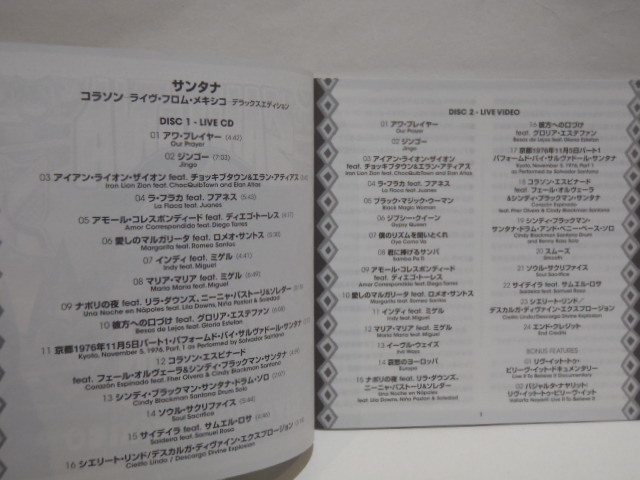 サンタナ
コラソン ライヴ・フロム・メキシコ デラックスエディション
DISC 1 - LIVE CD
01 アワ・プレイヤー (4:42)
Our Prayer
02 ジンゴー (7:03)
Jingo
03 アイアン・ライオン・ザイオン feat. チョッキブタウン&エラン・アティアス
Iron Lion Zion feat. ChocQuibTown and Elan Atias
04 ラ・フラカ feat. フアネス (5:43)
La Flaca feat. Juanes
05 アモール・コレスポンディード feat. ディエゴ・トーレス
Amor Correspondido feat. Diego Torres
06 愛しのマルガリータ feat. ロメオ・サントス
Margarita feat. Romeo Santos
07 インディ feat. ミゲル
Indy feat. Miguel
08 マリア・マリア feat. ミゲル
Maria Maria feat. Miguel
09 ナポリの夜 feat. リラ・ダウンズ、ニーニャ・パストーリ&ソレダー
Una Noche en Nápoles feat. Lila Downs, Niña Pastori & Soledad
10 彼方への口づけ feat. グロリア・エステファン
Besos de Lejos feat. Gloria Estefan
11 京都1976年11月5日パート1・パフォームド・バイ・サルヴァドール・サンタナ
Kyoto, November 5, 1976, Part. 1 as Performed by Salvador Santana
12 コラソン・エスピナード
feat. フェール・オルヴェーラ&シンディ・ブラックマン・サンタナ
Corazón Espinado feat. Fher Olvera & Cindy Blackman Santana
13 シンディ・ブラックマン・サンタナ・ドラム・ソロ
Cindy Blackman Santana Drum Solo
14 ソウル・サクリファイス
Soul Sacrifice
15 サイデイラ feat. サムエル・ロサ
Saideira feat. Samuel Rosa
16 シエリート・リンド/デスカルガ・ディヴァイン・エクスプロージョン
Cielito Lindo / Descarga Divine Explosion
DISC 2 - LIVE VIDEO
01 アワ・プレイヤー
Our Prayer
02 ジンゴー
Jingo
03 アイアン・ライオン・ザイオン
feat. チョッキブタウン&エラン・アティアス
Iron Lion Zion feat. ChocQuibTown and Elan Atias
04 ラ・フラカ feat. フアネス
La Flaca feat. Juanes
05 ブラック・マジック・ウーマン
Black Magic Woman
06 ジプシー・クイーン
Gypsy Queen
07 僕のリズムを聞いとくれ
Oye Como Va
08 君に捧げるサンバ
Samba Pa Ti
09 アモール・コレスポンディード
feat. ディエゴ・トーレス
Amor Correspondido feat. Diego Torres
10 愛しのマルガリータ feat. ロメオ・サントス
Margarita feat. Romeo Santos
11 インディ feat. ミゲル
Indy feat. Miguel
12 マリア・マリア feat. ミゲル
Maria Maria feat. Miguel
13 イーヴル・ウェイズ
Evil Ways
14 哀愁のヨーロッパ
Europa
15 ナポリの夜 feat. リラ・ダウンズ、
ニーニャ・パストーリ&ソレダー
Una Noche en Nápoles
feat. Lila Downs, Niña Pastori & Soledad
16 彼方への口づけ
feat. グロリア・エステファン
Besos de Lejos feat. Gloria Estefan
17 京都1976年11月5日パート1
パフォームド・バイ・サルヴァドール・サンタナ
Kyoto, November 5, 1976, Part. 1
as Performed by Salvador Santana
18 コラソン・エスピナード
feat. フェール・オルヴェーラ
&シンディ・ブラックマン・サンタナ
Corazón Espinado
feat. Fher Olvera & Cindy Blackman Santana
19 シンディ・ブラックマン・
サンタナ・ドラム・アンド・ベニー・ベース・ソロ
Cindy Blackman Santana Drum
and Benny Bass Solo
20 スムース
Smooth
21 ソウル・サクリファイス
Soul Sacrifice
22 サイデイラ feat. サムエル・ロサ
Saideira feat. Samuel Rosa
23 シエリート・リンド/
デスカルガ・ディヴァイン・エクスプロージョン
Cielito Lindo / Descarga Divine Explosion
24 エンド・クレジット
End Credits
BONUS FEATURES
01 リヴ・イット・トゥ・
ビリーヴ・イット・ドキュメンタリー
Live It To Believe It Documentary
02 バジャルタ・ナヤリット
リヴ・イット・トゥ・ビリーヴ・イット
Vallarta Nayarit Live It To Believe It
1